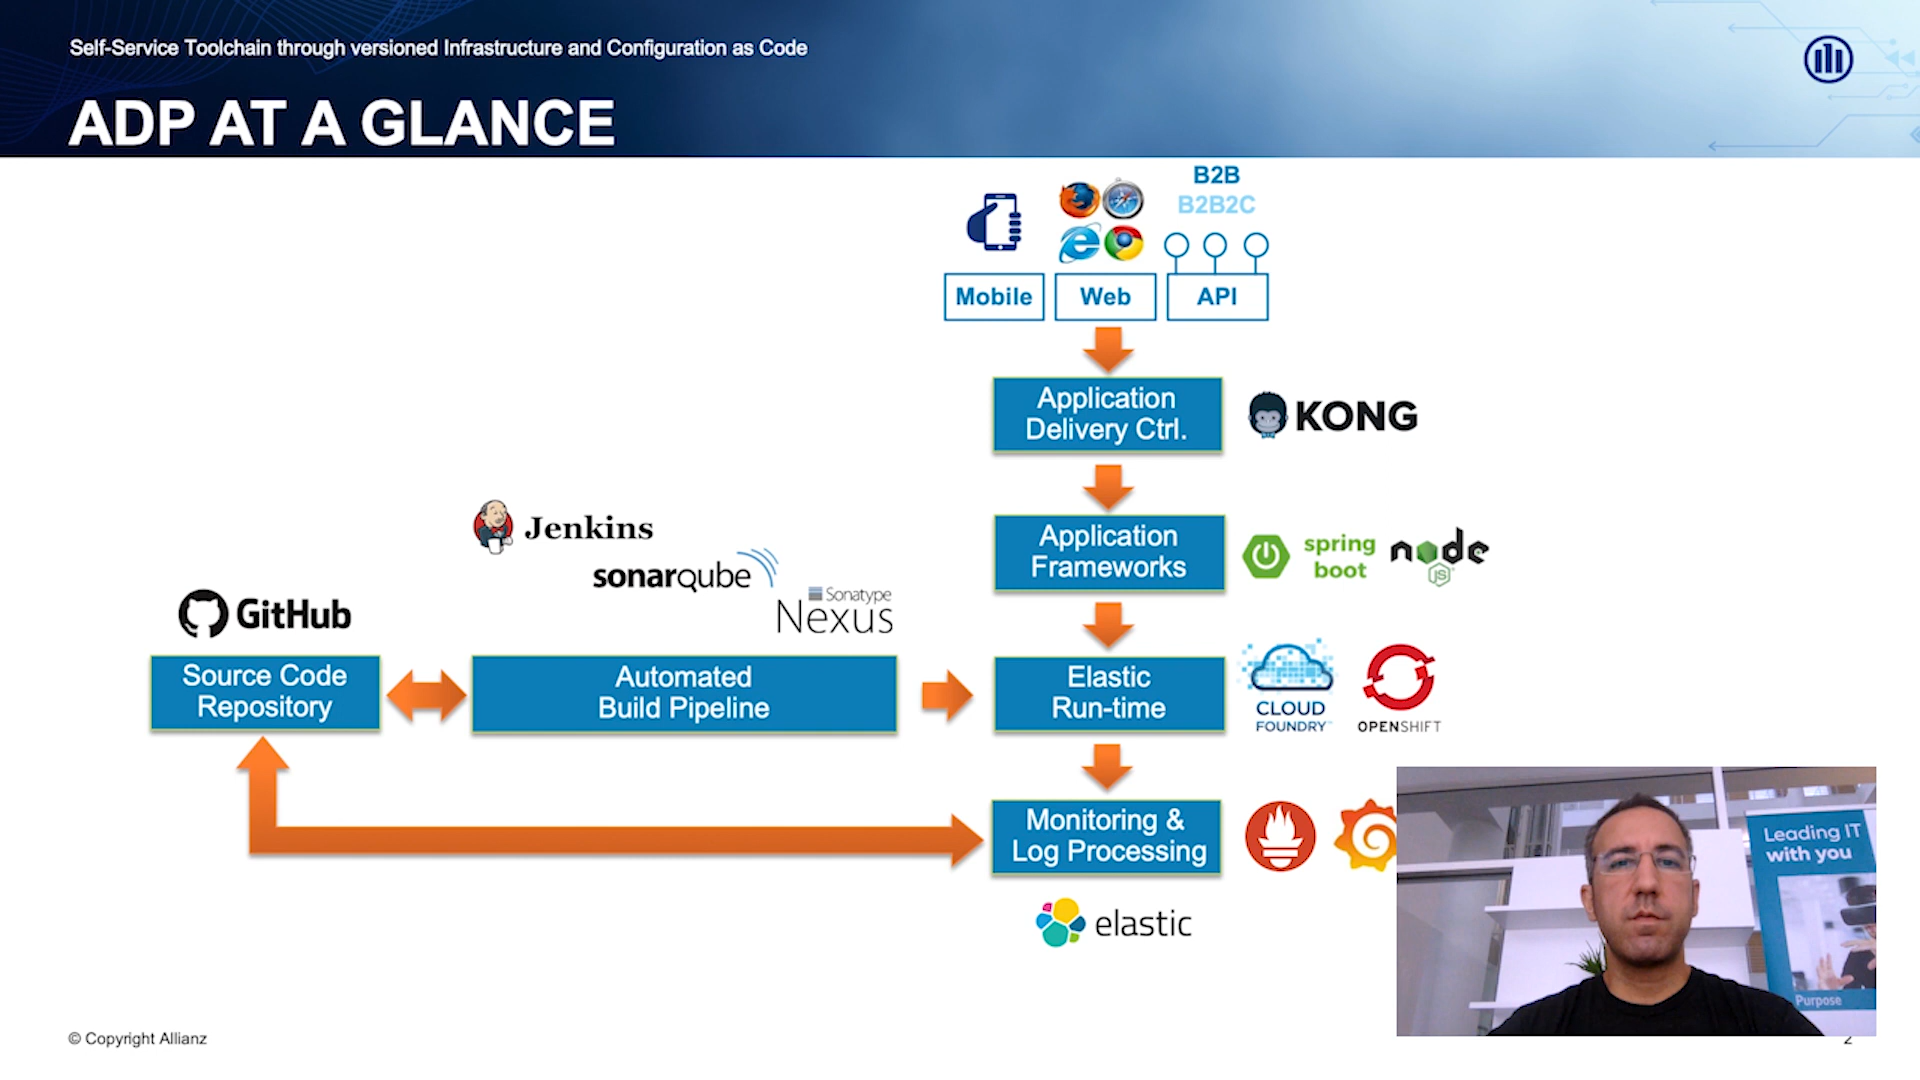 Self-Service Toolchain through versioned Infrastructure and Configuration as Code
ADP AT A GLANCE
B2B
B2B2C
Mobile
Web
API
Application
Delivery Ctrl.
KONG
Application
Frameworks
spring
boot
node
JS
Jenkins
sonarqube
Sonatype
Nexus
GitHub
Source Code
Repository
Automated
Build Pipeline
Elastic
Run-time
CLOUD
FOUNDRY
OPENSHIFT
Monitoring &
Log Processing
elastic
Leading IT
with you
Purpose
© Copyright Allianz
2